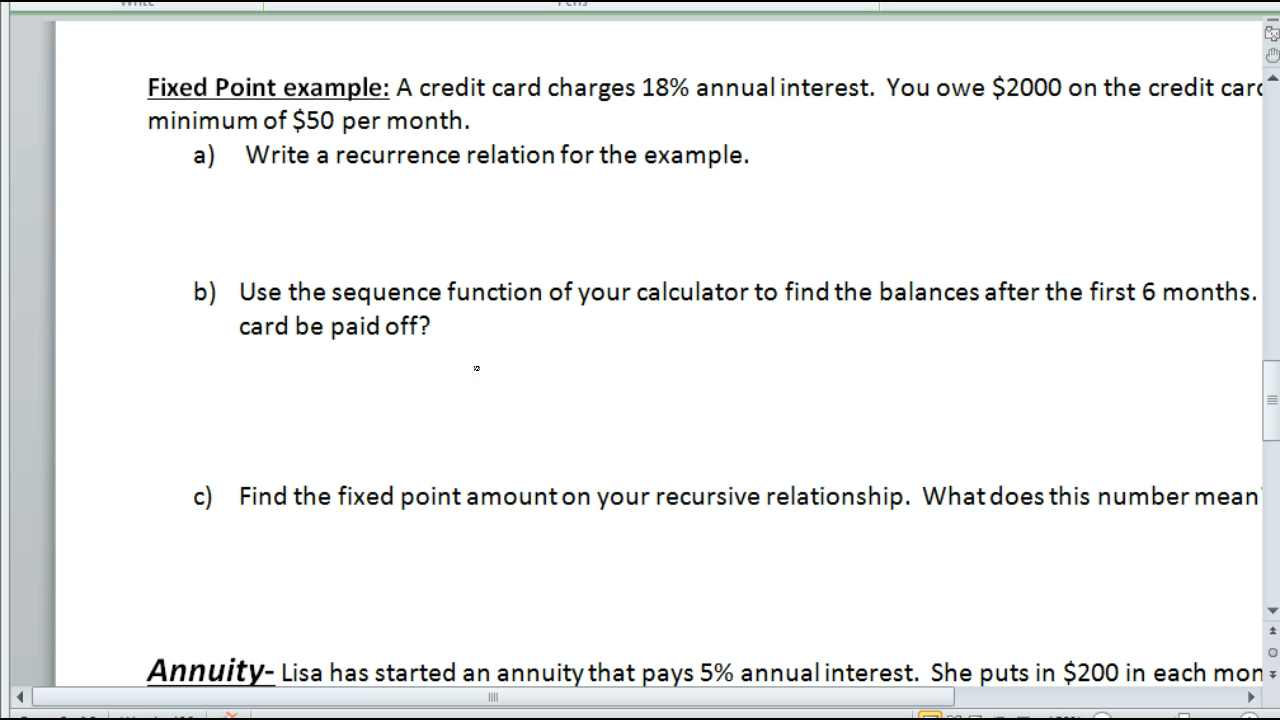 Fixed Point example: A credit card charges 18% annual interest. You owe $2000 on the credit card
minimum of $50 per month.
a) Write a recurrence relation for the example.
b) Use the sequence function of your calculator to find the balances after the first 6 months.
card be paid off?
c) Find the fixed point amount on your recursive relationship. What does this number mean
Annuity- Lisa has started an annuity that pays 5% annual interest. She puts in $200 in each mon